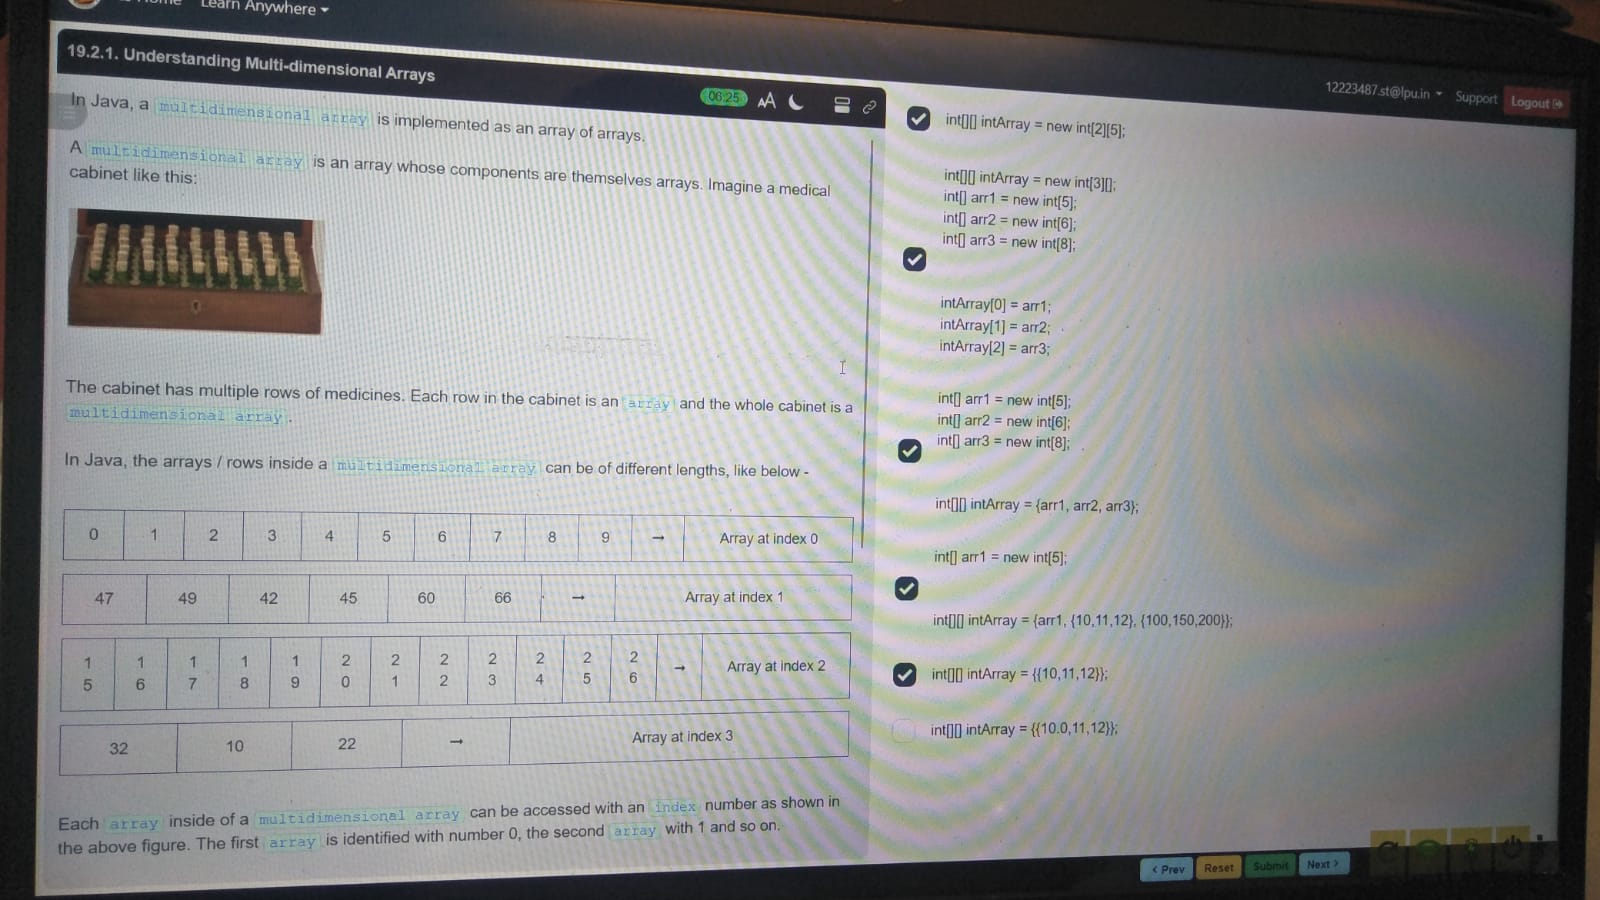 Home Learn Anywhere
19.2.1. Understanding Multi-dimensional Arrays
06:25 AA
12223487.st@lpu.in Support Logout
In Java, a multidimensional array is implemented as an array of arrays.
A multidimensional array is an array whose components are themselves arrays. Imagine a medical
cabinet like this:
The cabinet has multiple rows of medicines. Each row in the cabinet is an array and the whole cabinet is a
multidimensional array .
In Java, the arrays / rows inside a multidimensional array can be of different lengths, like below -
0 1 2 3 4 5 6 7 8 9 → Array at index 0
47 49 42 45 60 66 → Array at index 1
15 16 17 18 19 20 21 22 23 24 25 26 → Array at index 2
32 10 22 → Array at index 3
Each array inside of a multidimensional array can be accessed with an index number as shown in
the above figure. The first array is identified with number 0, the second array with 1 and so on.
int[][] intArray = new int[2][5];
int[][] intArray = new int[3][];
int[] arr1 = new int[5];
int[] arr2 = new int[6];
int[] arr3 = new int[8];
intArray[0] = arr1;
intArray[1] = arr2;
intArray[2] = arr3;
int[] arr1 = new int[5];
int[] arr2 = new int[6];
int[] arr3 = new int[8];
int[][] intArray = {arr1, arr2, arr3};
int[] arr1 = new int[5];
int[][] intArray = {arr1, {10,11,12}, {100,150,200}};
int[][] intArray = {{10,11,12}};
int[][] intArray = {{10.0,11,12}};
< Prev Reset Submit Next >